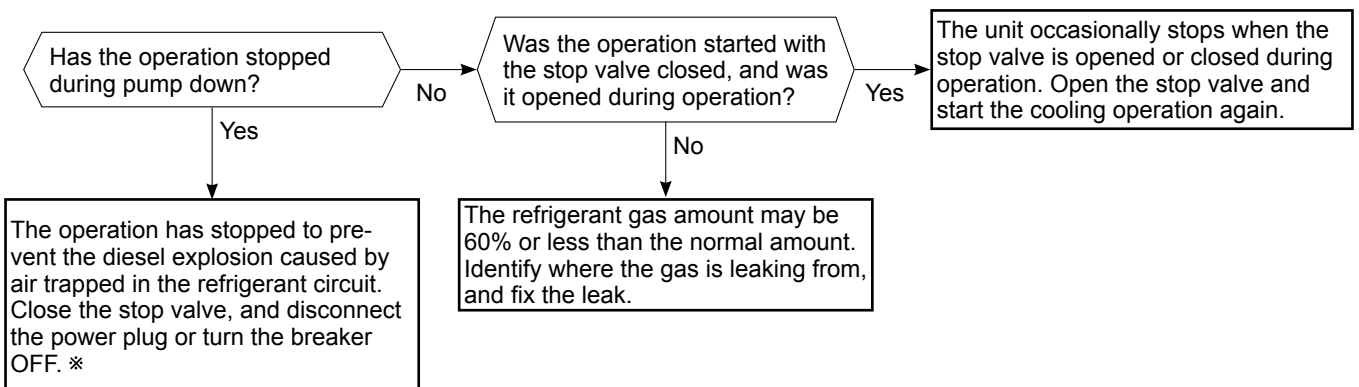 Has the operation stopped
during pump down?
No
Yes
Was the operation started with
the stop valve closed, and was
it opened during operation?
Yes
No
The unit occasionally stops when the
stop valve is opened or closed during
operation. Open the stop valve and
start the cooling operation again.
The operation has stopped to pre-
vent the diesel explosion caused by
air trapped in the refrigerant circuit.
Close the stop valve, and disconnect
the power plug or turn the breaker
OFF. ※
The refrigerant gas amount may be
60% or less than the normal amount.
Identify where the gas is leaking from,
and fix the leak.